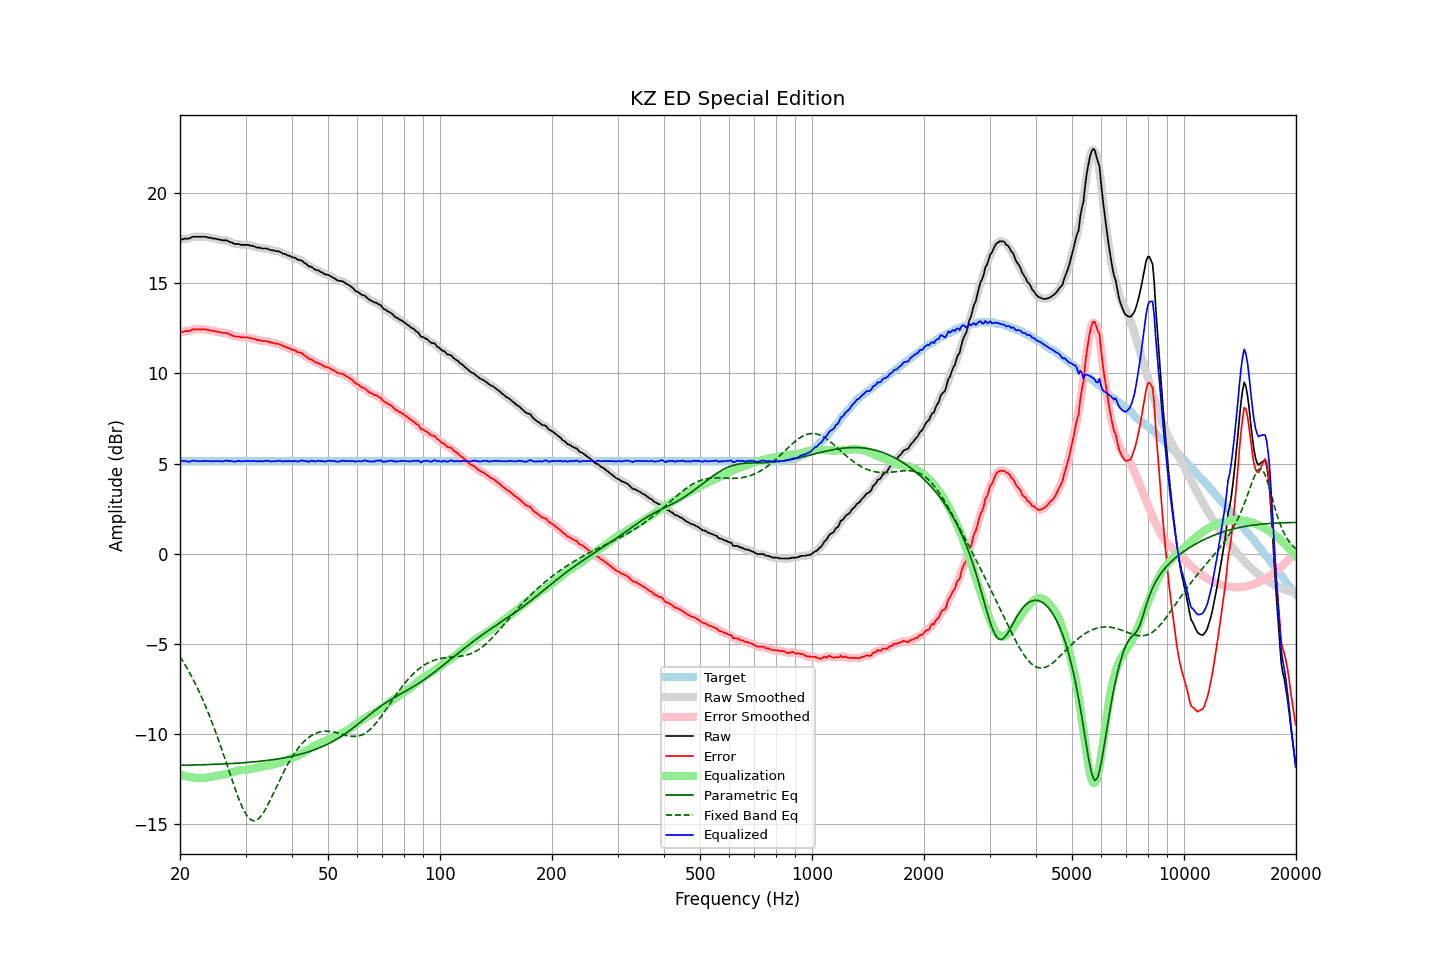 KZ ED Special Edition
Amplitude (dBr)
20
15
10
5
0
−5
−10
−15
Target
Raw Smoothed
Error Smoothed
Raw
Error
Equalization
Parametric Eq
Fixed Band Eq
Equalized
20 50 100 200 500 1000 2000 5000 10000 20000
Frequency (Hz)